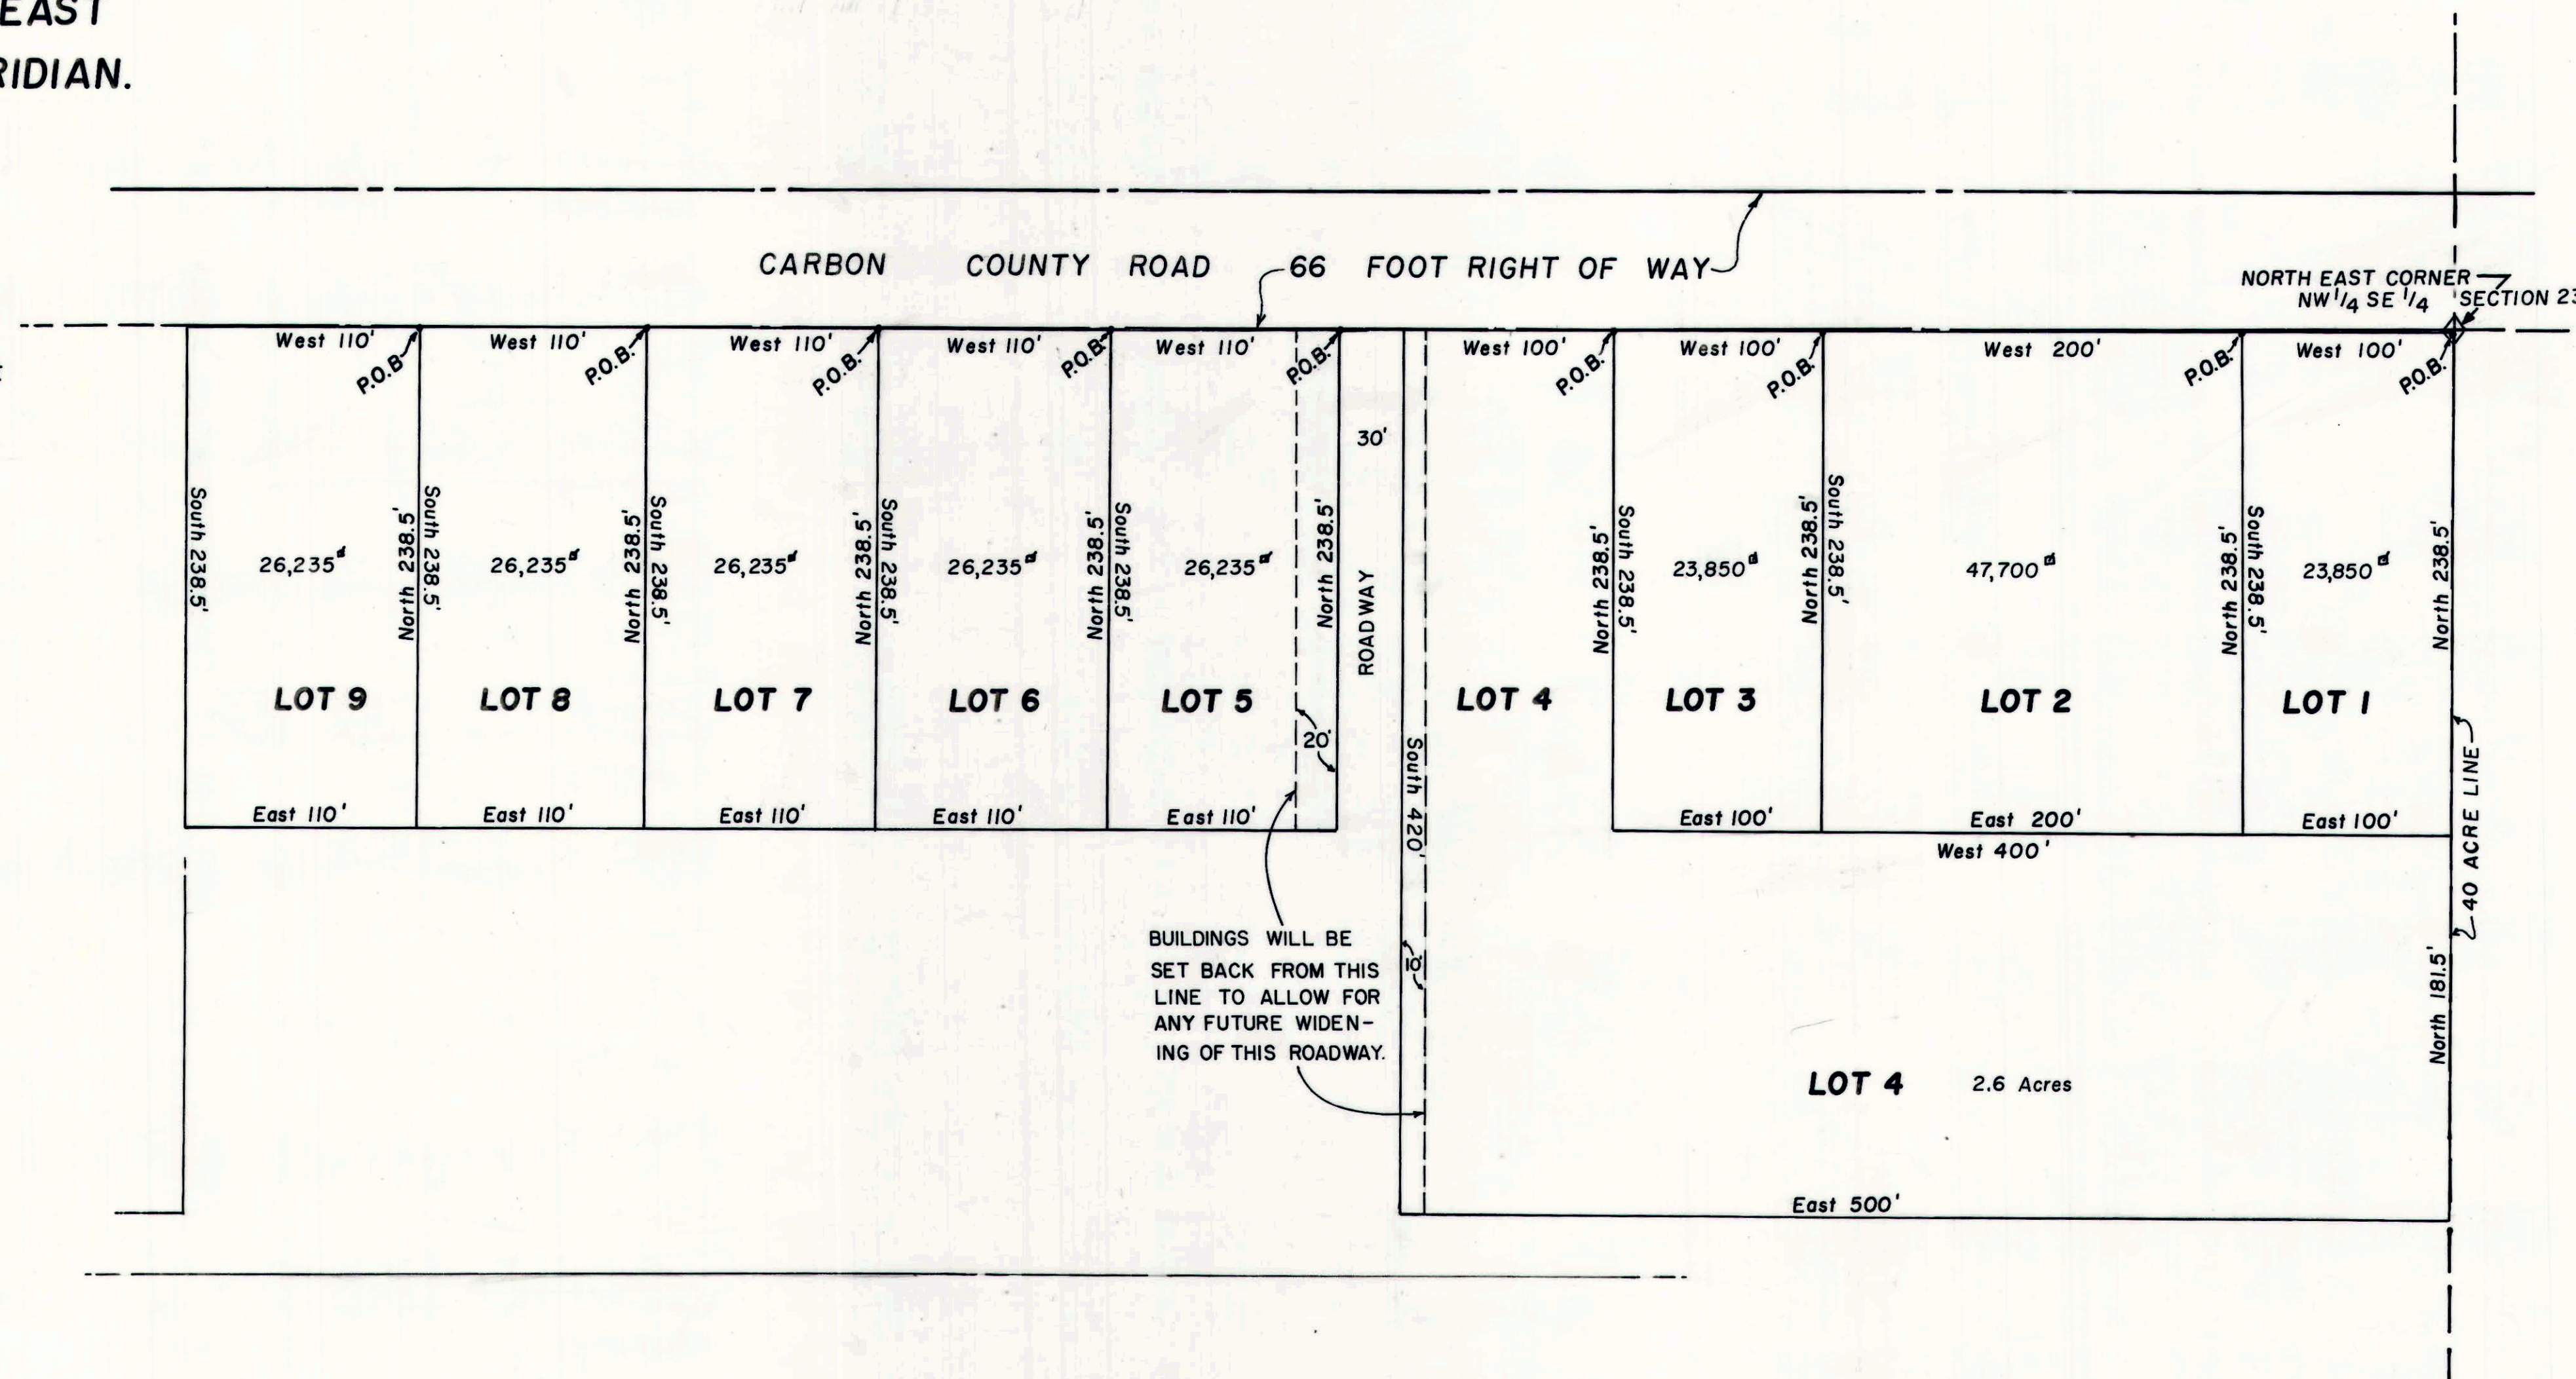 EAST
RIDIAN.
CARBON COUNTY ROAD 66 FOOT RIGHT OF WAY
NORTH EAST CORNER
NW 1/4 SE 1/4 SECTION 23
West 110'
West 110'
West 110'
West 110'
West 110'
West 100'
West 100'
West 200'
West 100'
P.O.B.
P.O.B.
P.O.B.
P.O.B.
P.O.B.
P.O.B.
P.O.B.
P.O.B.
P.O.B.
30'
ROADWAY
South 238.5'
North 238.5'
South 238.5'
North 238.5'
South 238.5'
North 238.5'
South 238.5'
North 238.5'
South 238.5'
North 238.5'
North 238.5'
South 238.5'
North 238.5'
South 238.5'
North 238.5'
South 238.5'
North 238.5'
26,235
26,235
26,235
26,235
26,235
23,850
47,700
23,850
LOT 9
LOT 8
LOT 7
LOT 6
LOT 5
LOT 4
LOT 3
LOT 2
LOT 1
20'
South 420'
40 ACRE LINE
East 110'
East 110'
East 110'
East 110'
East 110'
East 100'
East 200'
East 100'
West 400'
BUILDINGS WILL BE
SET BACK FROM THIS
LINE TO ALLOW FOR
ANY FUTURE WIDEN-
ING OF THIS ROADWAY.
10'
North 181.5'
LOT 4 2.6 Acres
East 500'